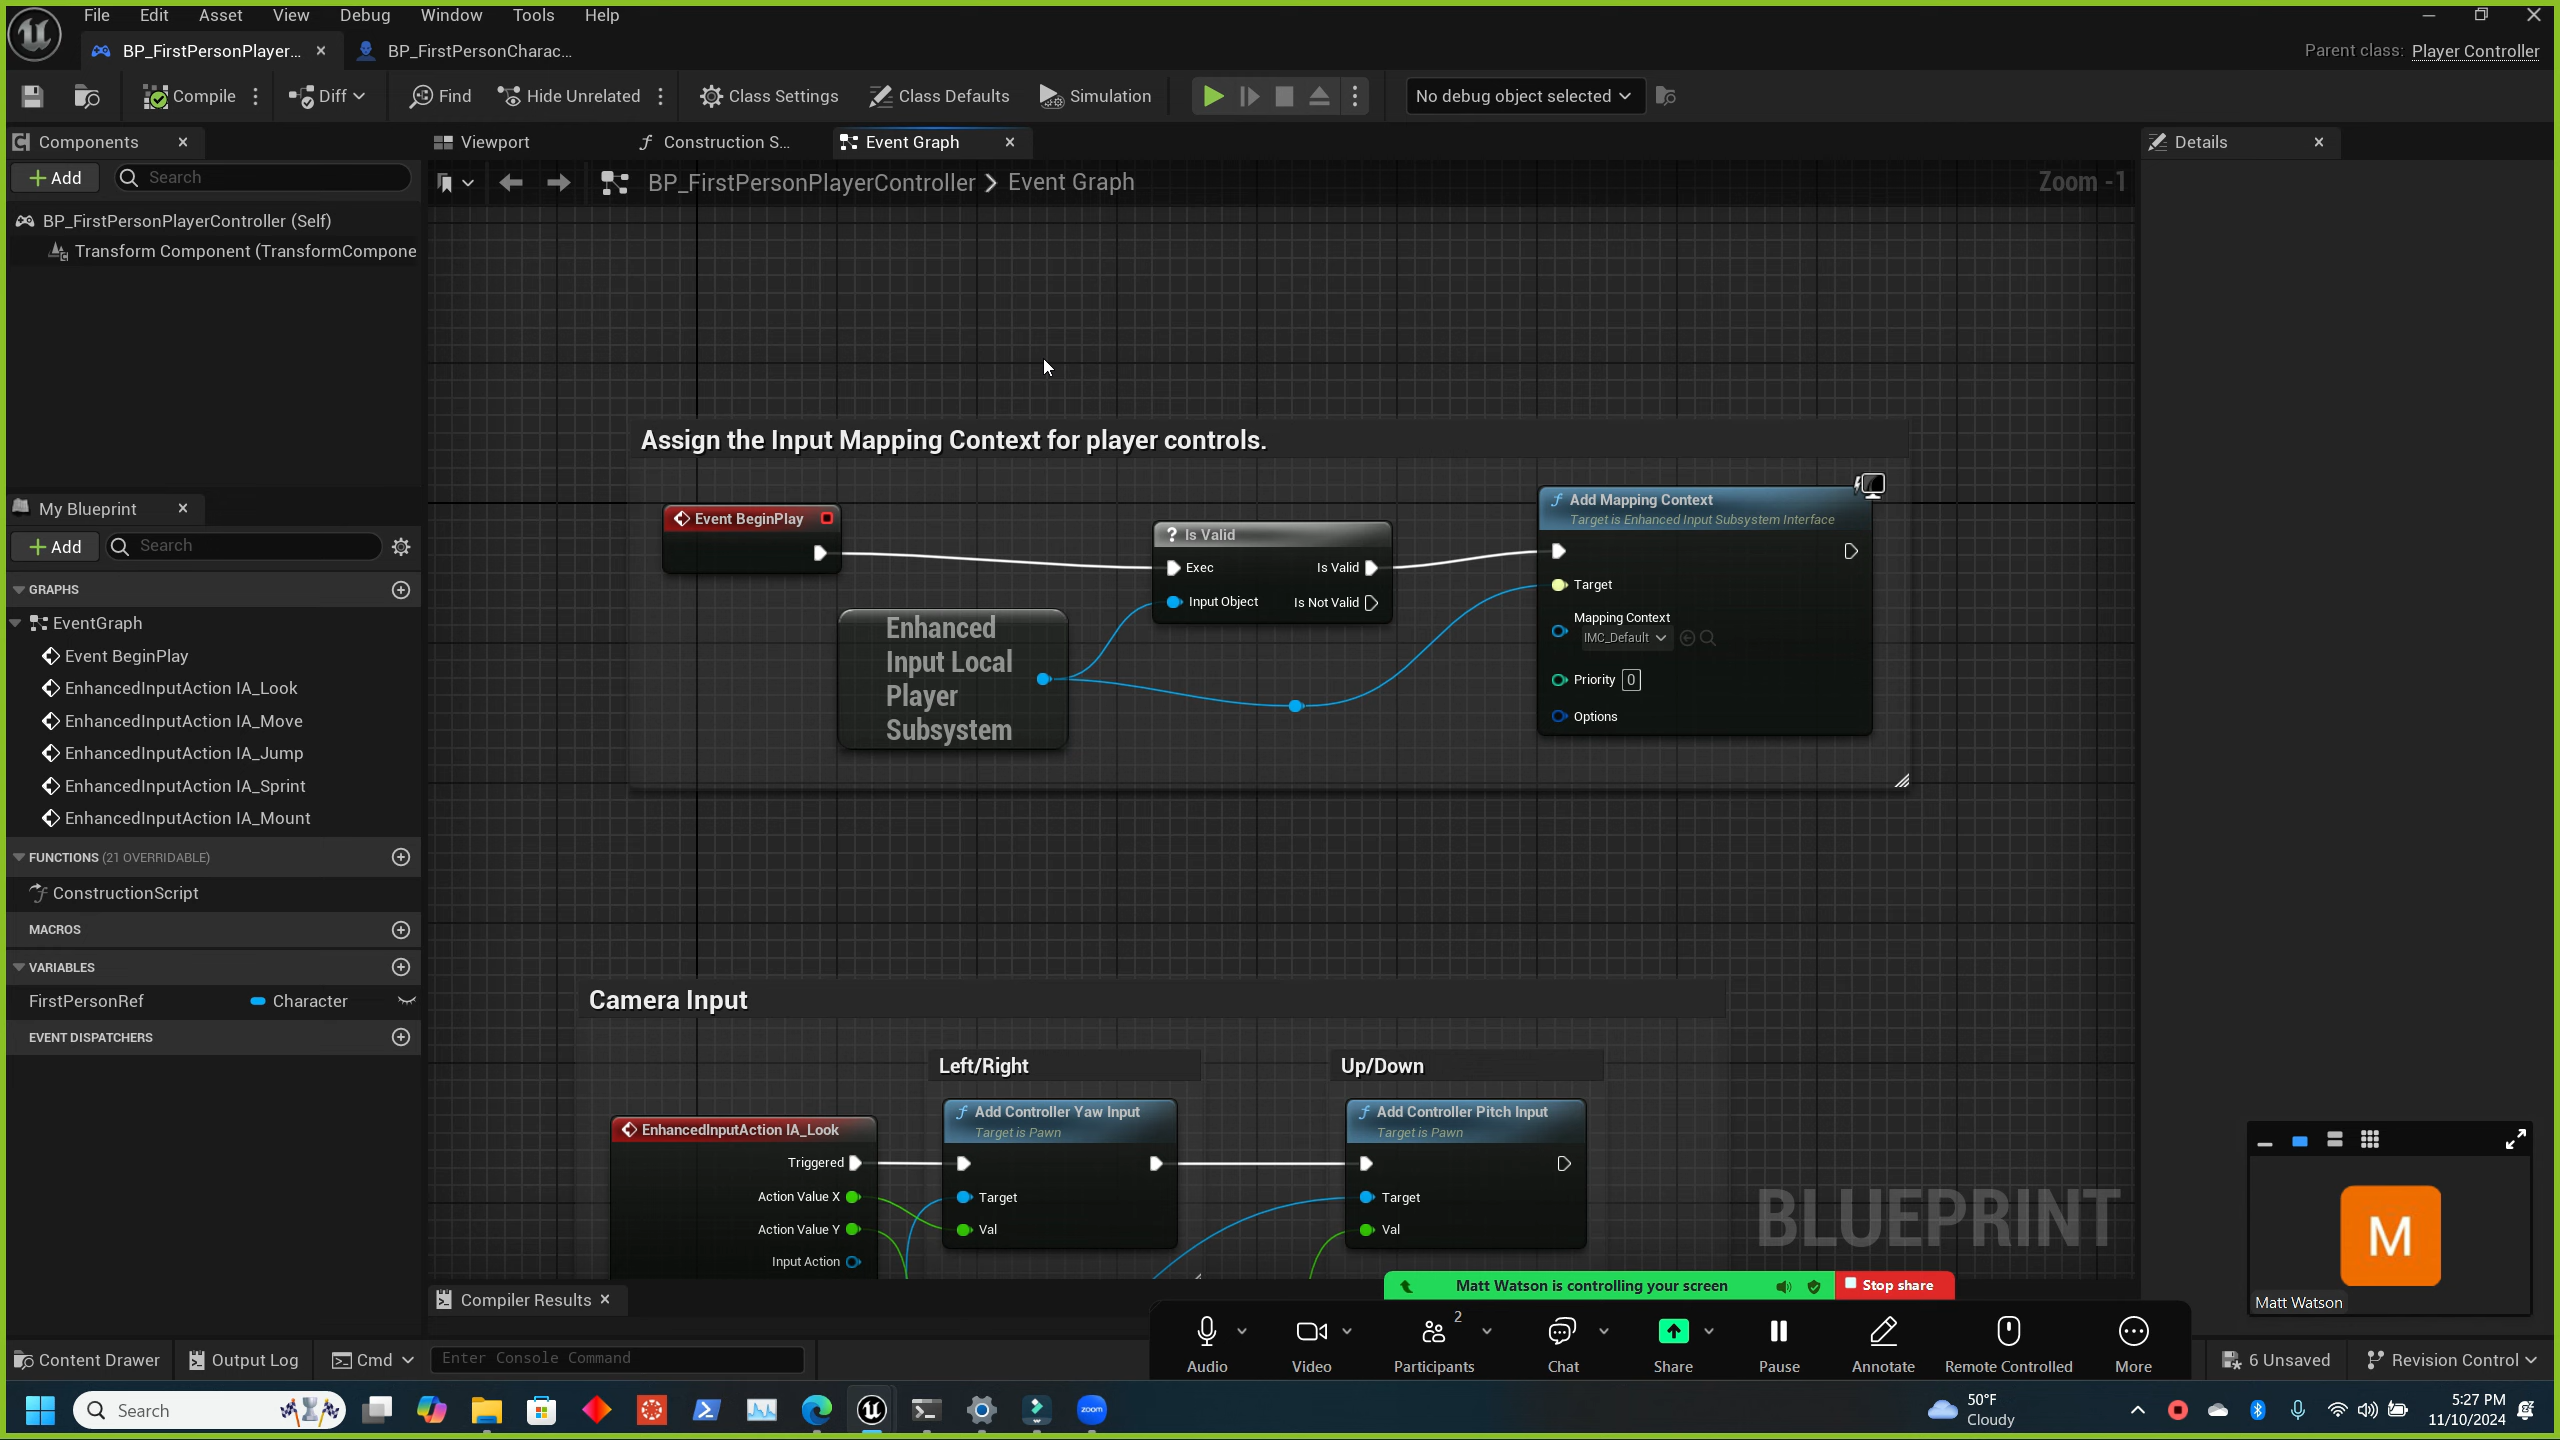 File Edit Asset View Debug Window Tools Help
BP_FirstPersonPlayer... BP_FirstPersonCharac... Parent class: Player Controller
Compile Diff Find Hide Unrelated Class Settings Class Defaults Simulation No debug object selected
Components Viewport Construction S... Event Graph Details
Add Search BP_FirstPersonPlayerController Event Graph Zoom -1
BP_FirstPersonPlayerController (Self)
Transform Component (TransformCompone
Assign the Input Mapping Context for player controls.
Event BeginPlay
Is Valid
Exec Is Valid
Input Object Is Not Valid
Enhanced
Input Local
Player
Subsystem
Add Mapping Context
Target is Enhanced Input Subsystem Interface
Target
Mapping Context
IMC_Default
Priority 0
Options
My Blueprint
Add Search
GRAPHS
EventGraph
Event BeginPlay
EnhancedInputAction IA_Look
EnhancedInputAction IA_Move
EnhancedInputAction IA_Jump
EnhancedInputAction IA_Sprint
EnhancedInputAction IA_Mount
FUNCTIONS (21 OVERRIDABLE)
ConstructionScript
MACROS
VARIABLES
FirstPersonRef Character
EVENT DISPATCHERS
Camera Input
Left/Right Up/Down
EnhancedInputAction IA_Look
Triggered
Action Value X
Action Value Y
Input Action
Add Controller Yaw Input
Target is Pawn
Target
Val
Add Controller Pitch Input
Target is Pawn
Target
Val
BLUEPRINT
M
Matt Watson
Compiler Results
Matt Watson is controlling your screen Stop share
2
Audio Video Participants Chat Share Pause Annotate Remote Controlled More
Content Drawer Output Log Cmd Enter Console Command 6 Unsaved Revision Control
Search zoom
50°F
Cloudy
5:27 PM
11/10/2024